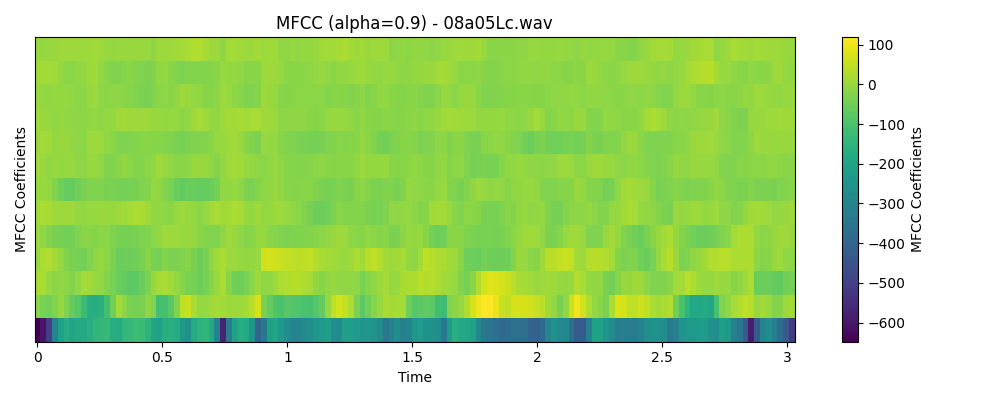 MFCC (alpha=0.9) - 08a05Lc.wav
MFCC Coefficients
0 0.5 1 1.5 2 2.5 3
Time
100
0
−100
−200
−300
−400
−500
−600
MFCC Coefficients